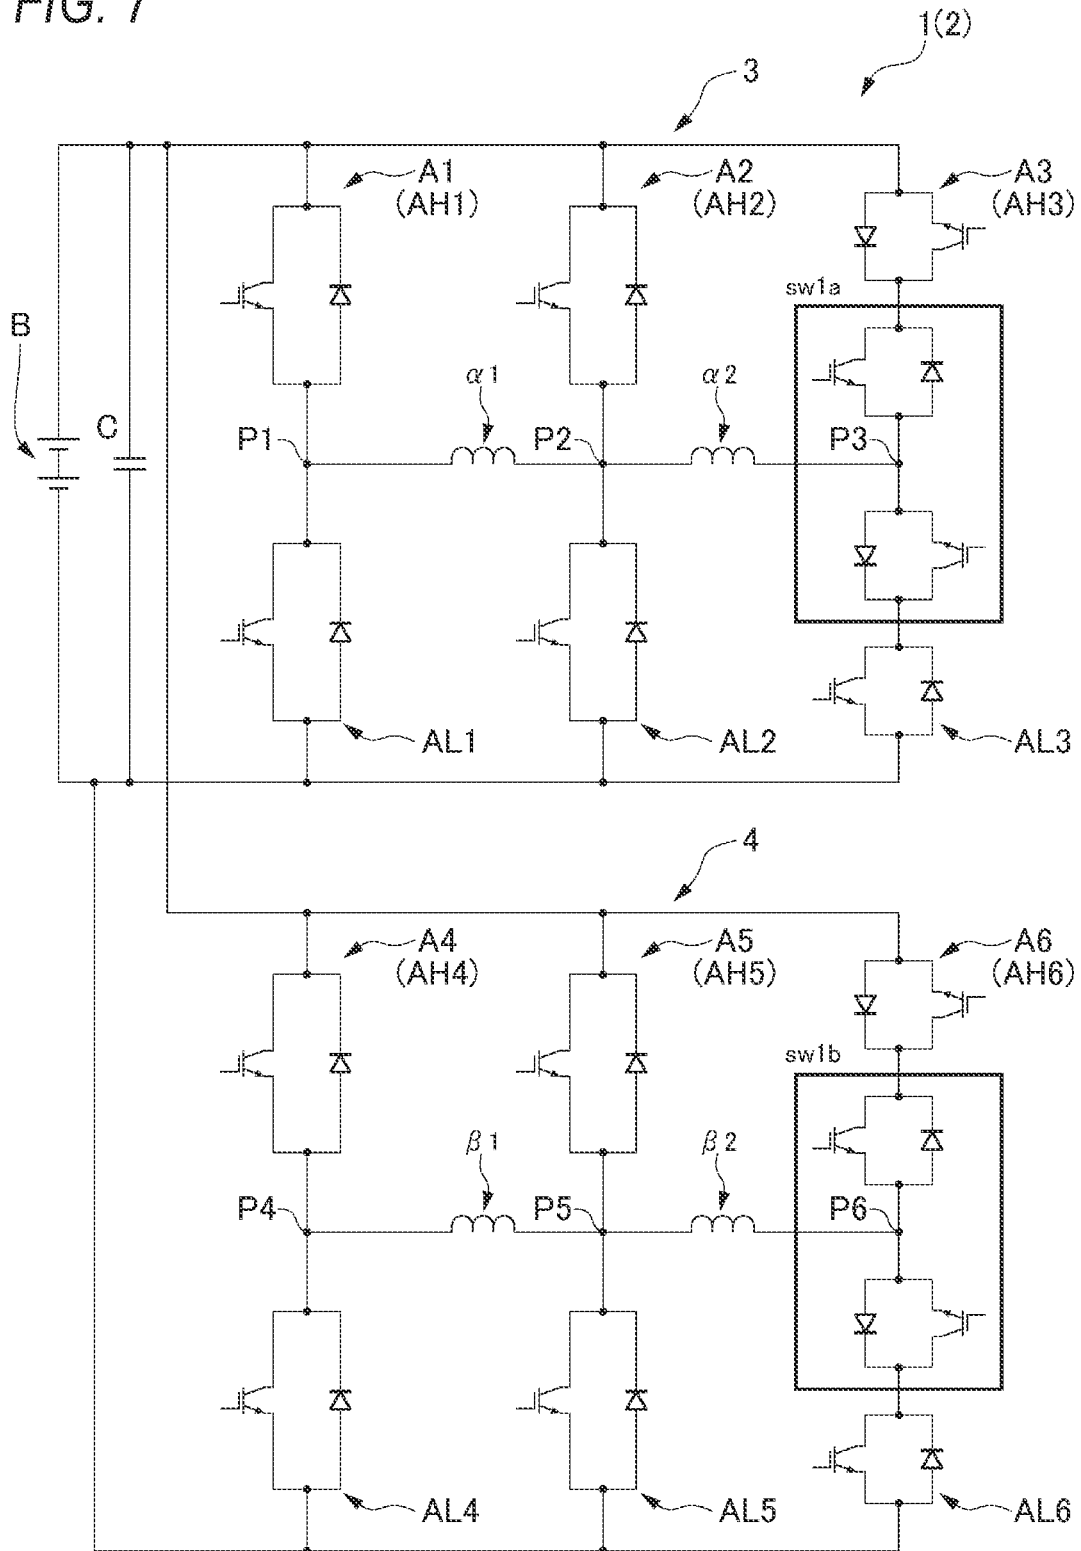 FIG. 7
1(2)
3
A1
(AH1)
A2
(AH2)
A3
(AH3)
sw1a
B
α1
α2
C
P1
P2
P3
AL1
AL2
AL3
4
A4
(AH4)
A5
(AH5)
A6
(AH6)
sw1b
β1
β2
P4
P5
P6
AL4
AL5
AL6